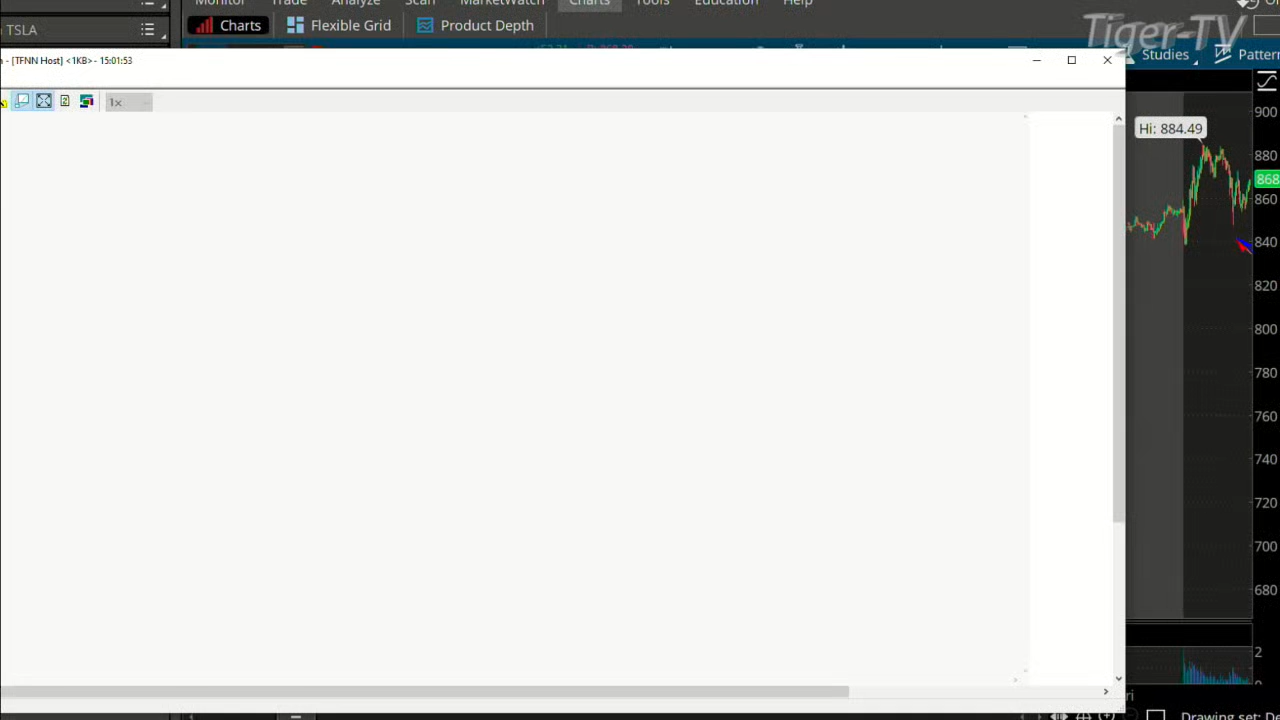 Monitor Trade Analyze Scan MarketWatch Charts Tools Education Help
TSLA
Charts Flexible Grid Product Depth
Tiger-TV
Studies Pattern
- [TFNN Host] <1KB> - 15:01:53
1x
Hi: 884.49
900
880
868
860
840
820
800
780
760
740
720
700
680
2
0
Drawing set: